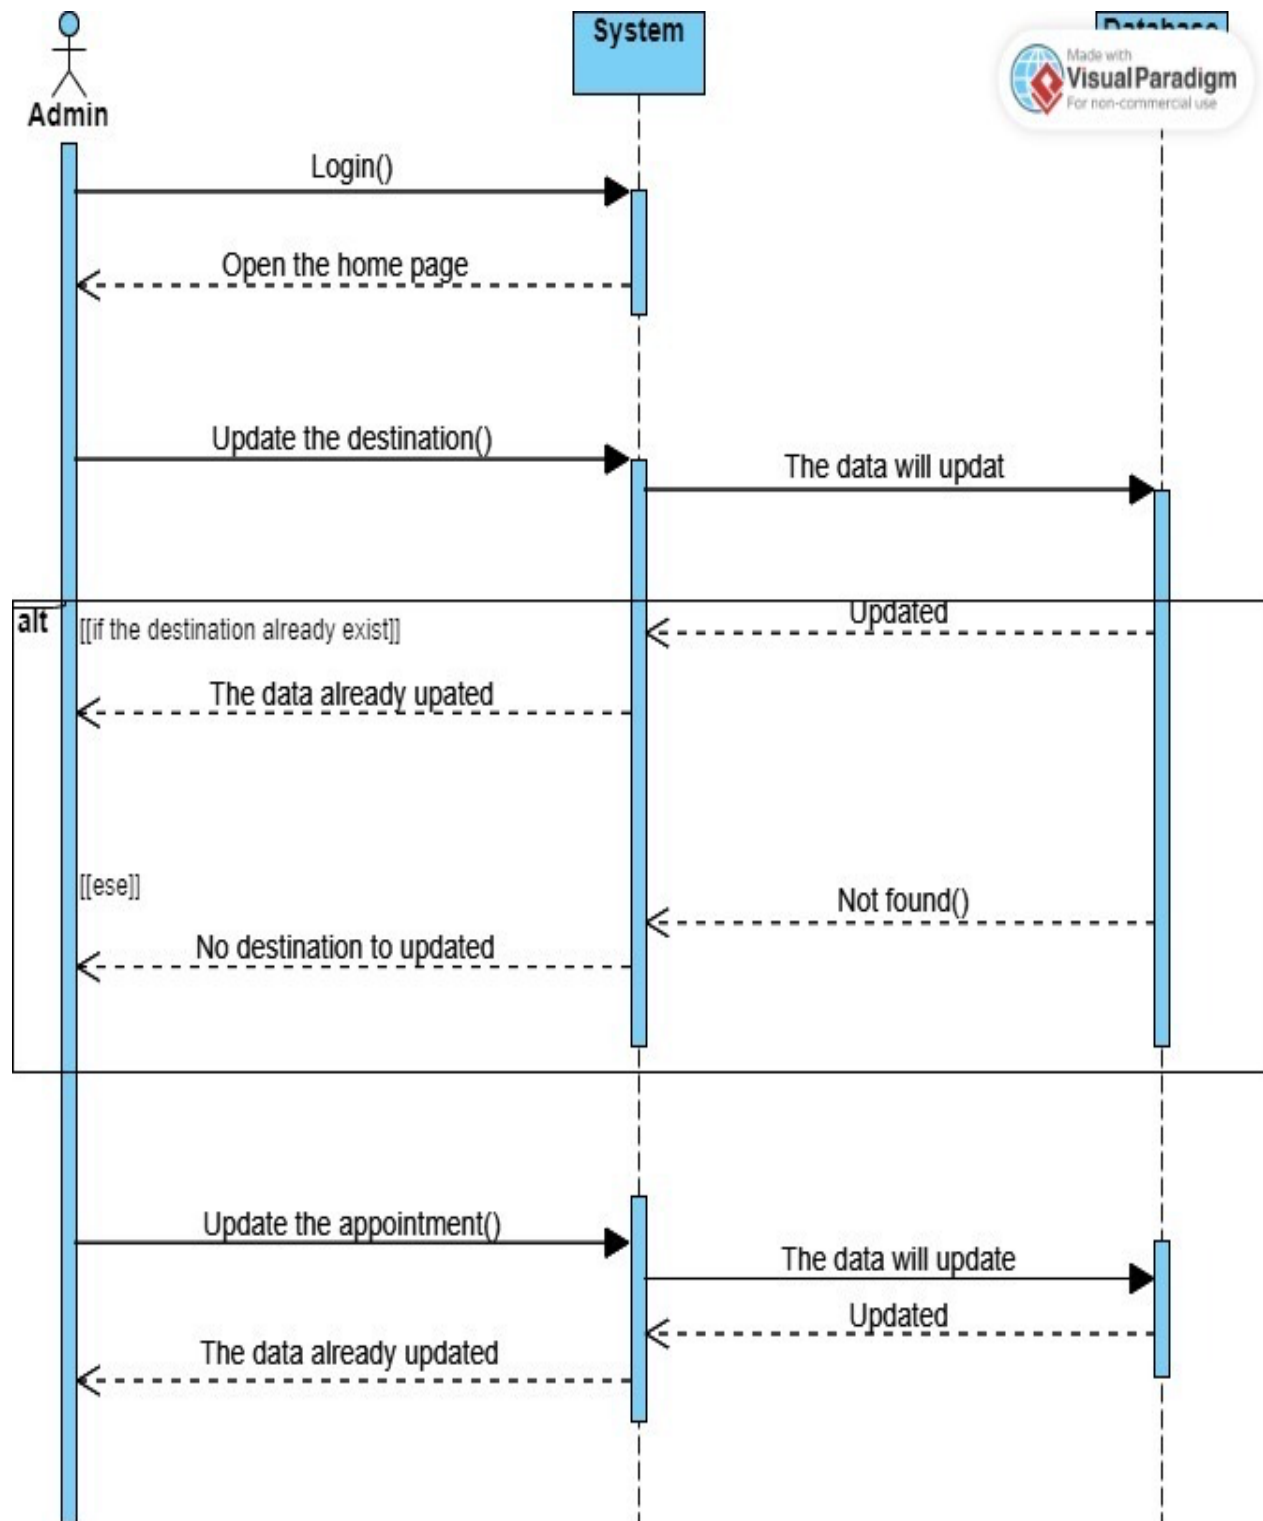 System
Database
Made with
Visual Paradigm
For non-commercial use
Admin
Login()
Open the home page
Update the destination()
The data will updat
alt
[[if the destination already exist]]
Updated
The data already upated
[[ese]]
Not found()
No destination to updated
Update the appointment()
The data will update
Updated
The data already updated